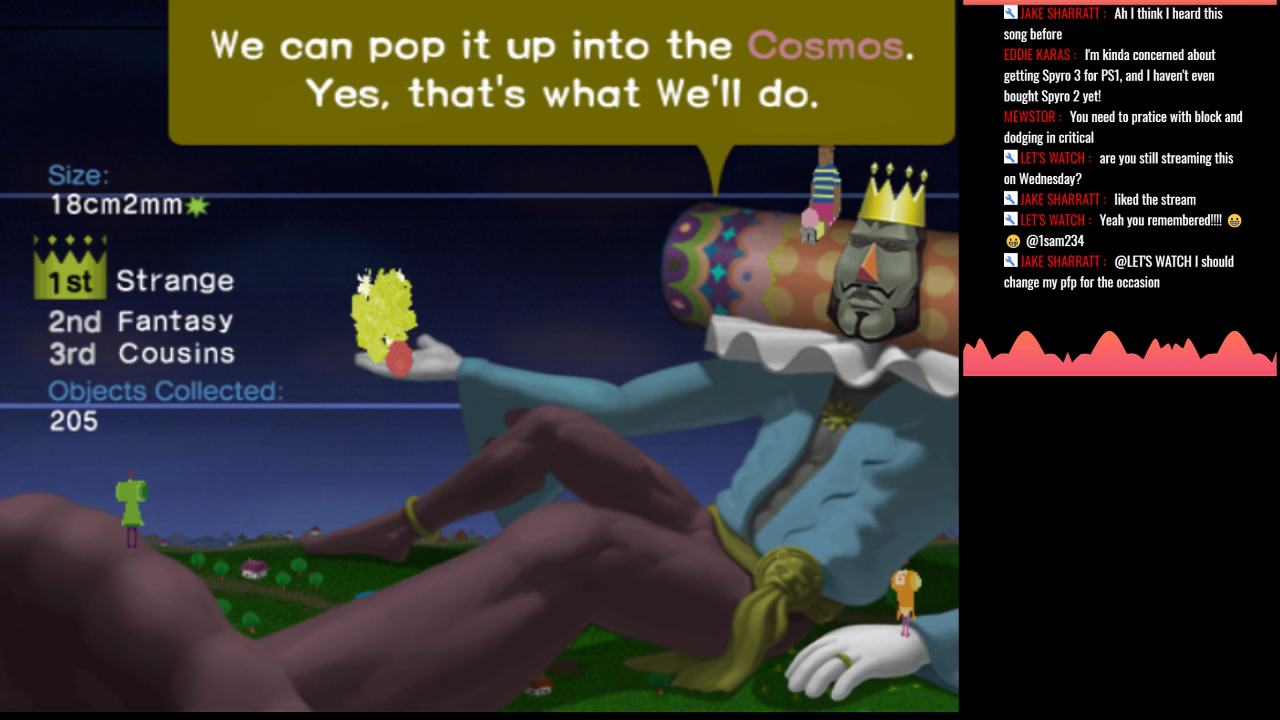 We can pop it up into the Cosmos.
Yes, that's what We'll do.
Size:
18cm2mm
1st Strange
2nd Fantasy
3rd Cousins
Objects Collected:
205
JAKE SHARRATT : Ah I think I heard this
song before
EDDIE KARAS : I'm kinda concerned about
getting Spyro 3 for PS1, and I haven't even
bought Spyro 2 yet!
MEWSTOR : You need to pratice with block and
dodging in critical
LET'S WATCH : are you still streaming this
on Wednesday?
JAKE SHARRATT : liked the stream
LET'S WATCH : Yeah you remembered!!!! 😀
😀 @1sam234
JAKE SHARRATT : @LET'S WATCH I should
change my pfp for the occasion